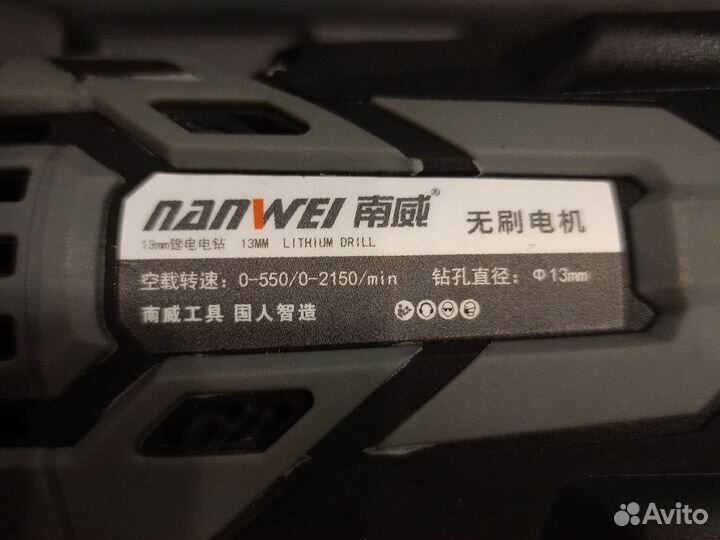 nanwei 南威® 无刷电机
13mm锂电电钻 13MM LITHIUM DRILL
空载转速: 0-550/0-2150/min 钻孔直径: Φ13mm
南威工具 国人智造
Avito